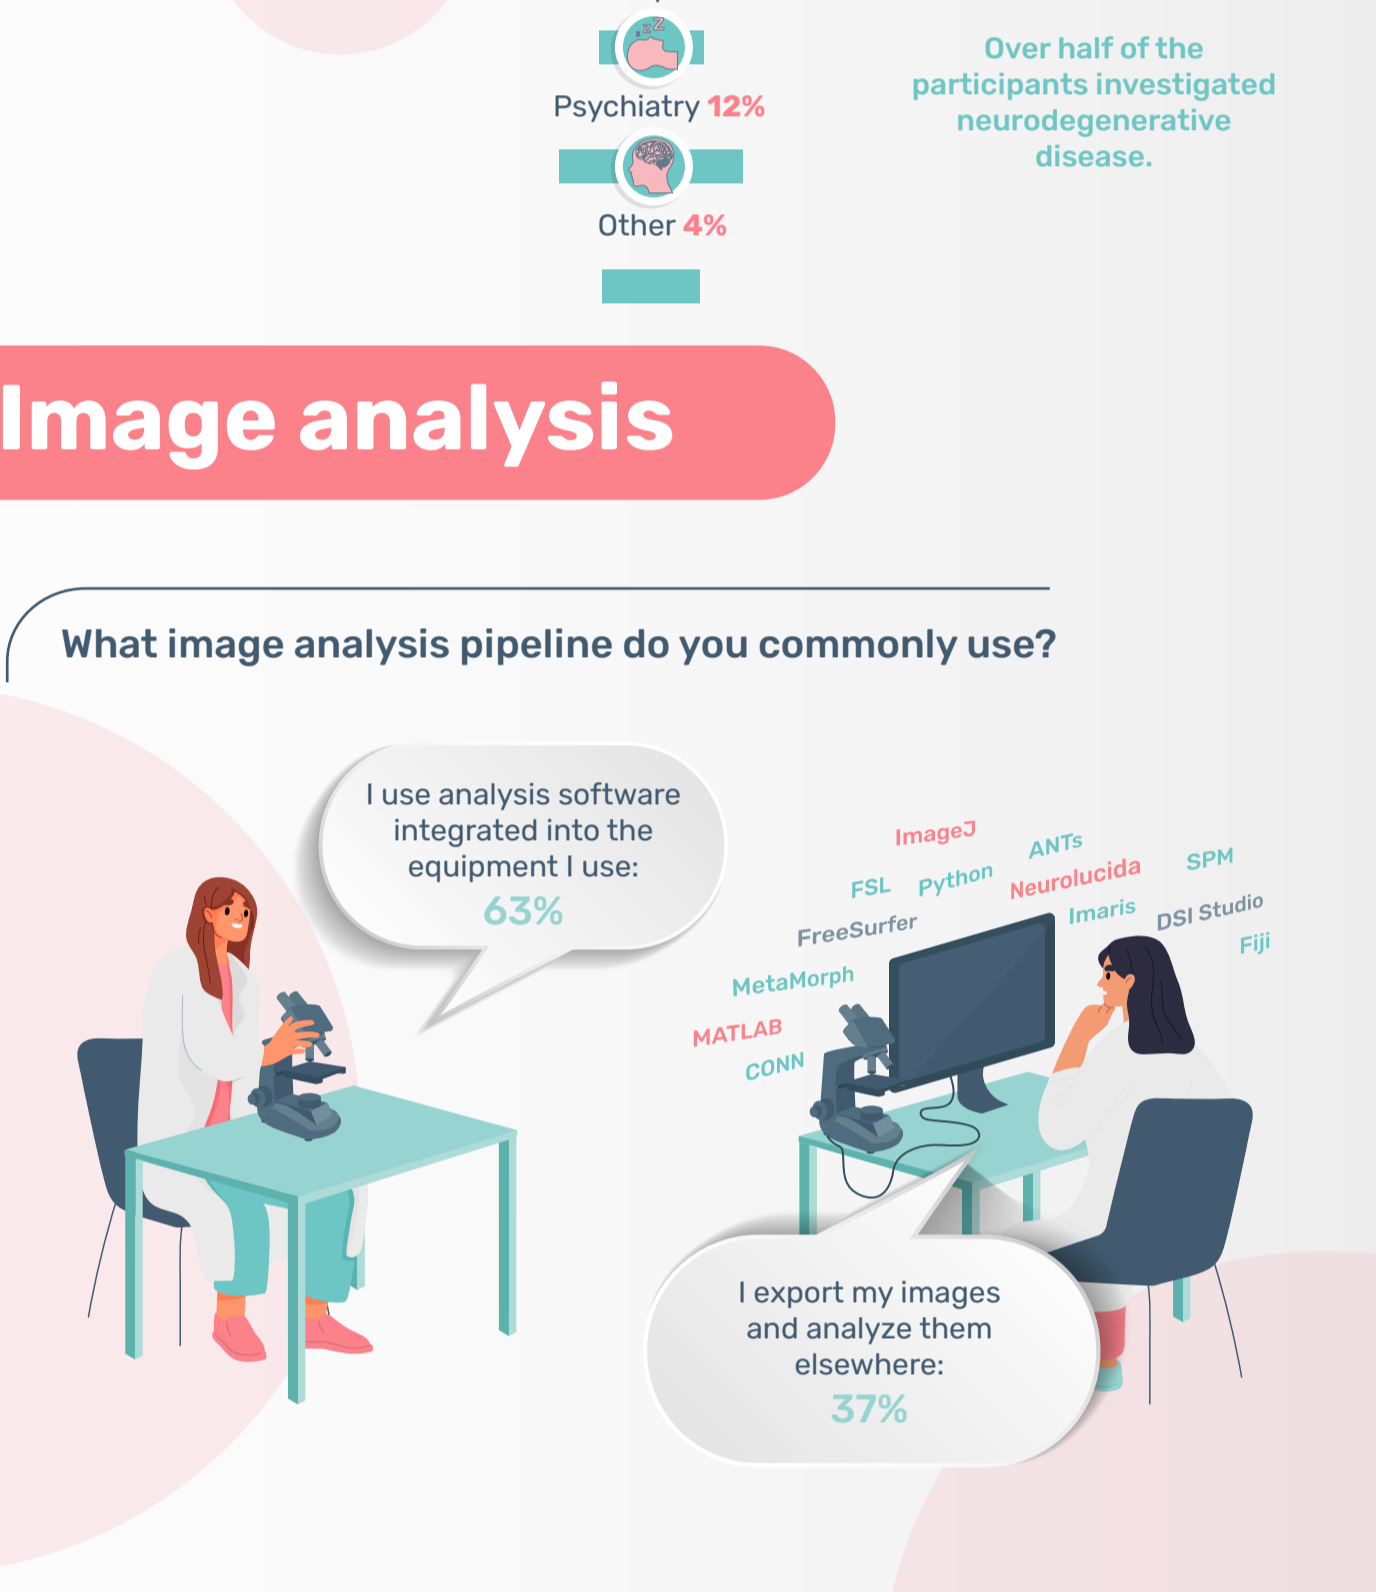 z z Z
Psychiatry 12%
Other 4%
Over half of the
participants investigated
neurodegenerative
disease.
Image analysis
What image analysis pipeline do you commonly use?
I use analysis software
integrated into the
equipment I use:
63%
ImageJ
ANTs
SPM
FSL
Python
Neurolucida
Imaris
DSI Studio
FreeSurfer
Fiji
MetaMorph
MATLAB
CONN
I export my images
and analyze them
elsewhere:
37%